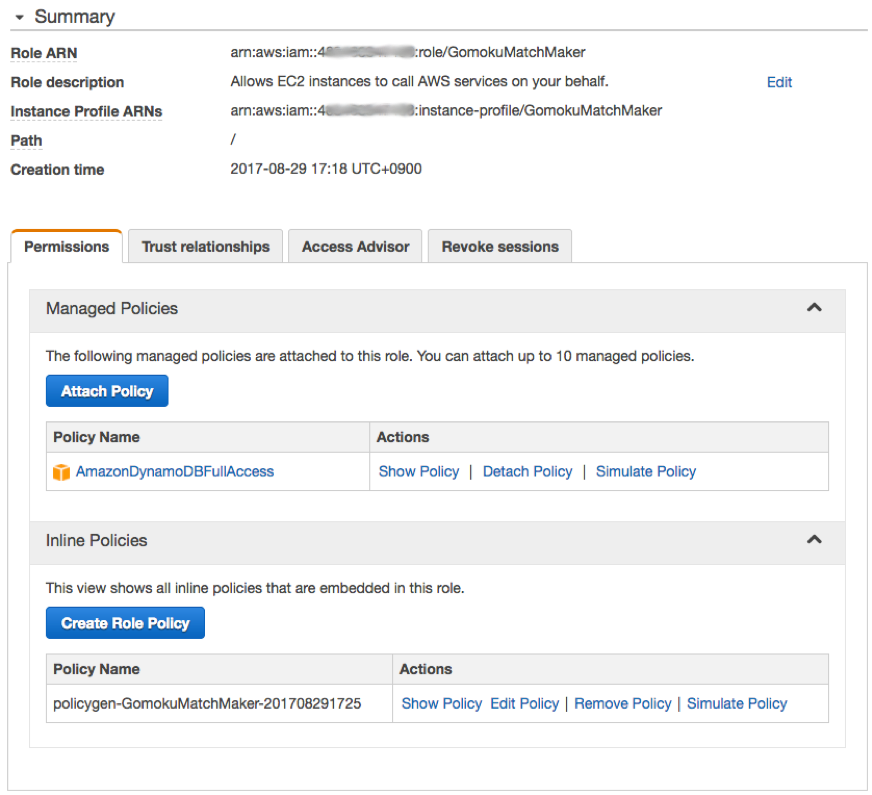 Summary
Role ARN arn:aws:iam::4 :role/GomokuMatchMaker
Role description Allows EC2 instances to call AWS services on your behalf. Edit
Instance Profile ARNs arn:aws:iam::4 :instance-profile/GomokuMatchMaker
Path /
Creation time 2017-08-29 17:18 UTC+0900
Permissions Trust relationships Access Advisor Revoke sessions
Managed Policies
The following managed policies are attached to this role. You can attach up to 10 managed policies.
Attach Policy
Policy Name Actions
AmazonDynamoDBFullAccess Show Policy | Detach Policy | Simulate Policy
Inline Policies
This view shows all inline policies that are embedded in this role.
Create Role Policy
Policy Name Actions
policygen-GomokuMatchMaker-201708291725 Show Policy Edit Policy | Remove Policy | Simulate Policy